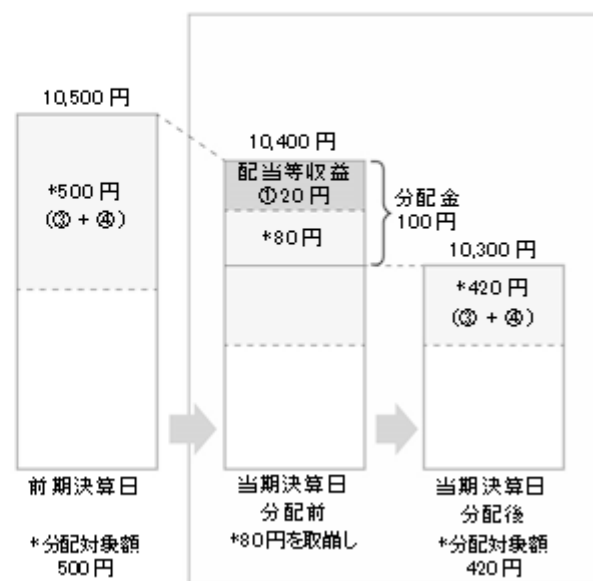 10,500 円
*500 円
(③ + ④)
前期決算日
*分配対象額
500 円
10,400 円
配当等収益
①20 円
*80 円
分配金
100 円
当期決算日
分配前
*80円を取崩し
10,300 円
*420 円
(③ + ④)
当期決算日
分配後
*分配対象額
420 円